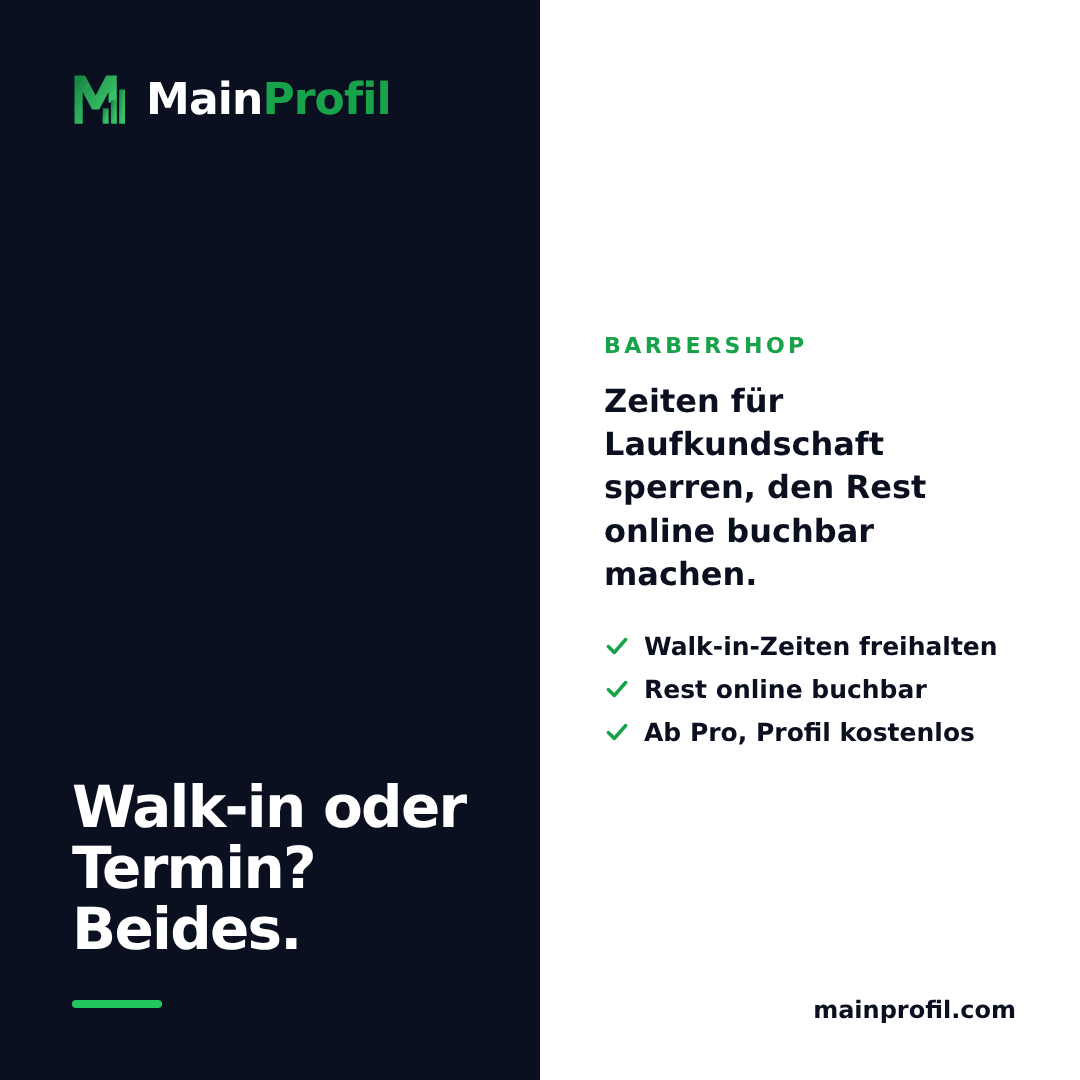 MainProfil
Walk-in oder
Termin?
Beides.
BARBERSHOP
Zeiten für
Laufkundschaft
sperren, den Rest
online buchbar
machen.
Walk-in-Zeiten freihalten
Rest online buchbar
Ab Pro, Profil kostenlos
mainprofil.com